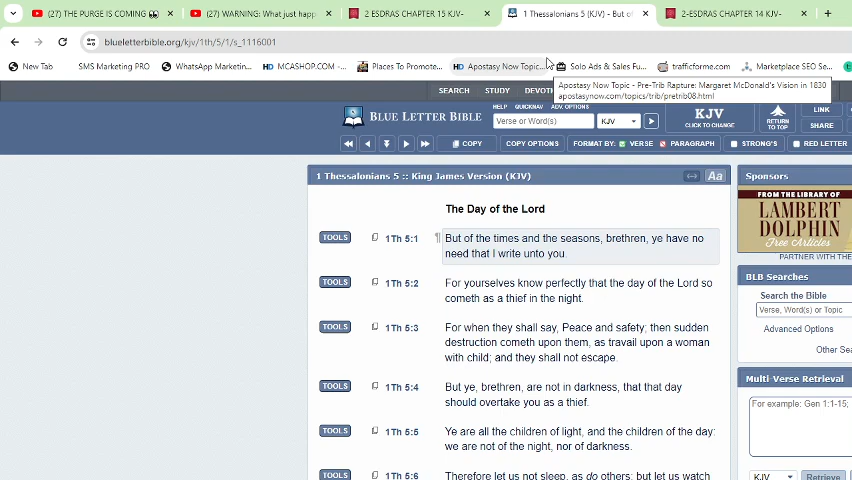 (27) THE PURGE IS COMING 👀
(27) WARNING: What just happ
2 ESDRAS CHAPTER 15 KJV-
1 Thessalonians 5 (KJV) - But of
2-ESDRAS CHAPTER 14 KJV-
blueletterbible.org/kjv/1th/5/1/s_1116001
New Tab
SMS Marketing PRO
WhatsApp Marketin...
MCASHOP.COM -
Places To Promote...
Apostasy Now Topic...
Solo Ads & Sales Fu...
trafficforme.com
Marketplace SEO Se...
Apostasy Now Topic - Pre-Trib Rapture: Margaret McDonald's Vision in 1830
apostasynow.com/topics/trib/pretrib08.html
SEARCH STUDY DEVOTI
BLUE LETTER BIBLE
HELP QUICKNAV ADV. OPTIONS
Verse or Word(s) KJV
KJV
CLICK TO CHANGE
RETURN
TO TOP
LINK
SHARE
COPY COPY OPTIONS FORMAT BY: VERSE PARAGRAPH STRONG'S RED LETTER
1 Thessalonians 5 :: King James Version (KJV) Aa
The Day of the Lord
TOOLS 1Th 5:1 ¶ But of the times and the seasons, brethren, ye have no
need that I write unto you.
TOOLS 1Th 5:2 For yourselves know perfectly that the day of the Lord so
cometh as a thief in the night.
TOOLS 1Th 5:3 For when they shall say, Peace and safety; then sudden
destruction cometh upon them, as travail upon a woman
with child; and they shall not escape.
TOOLS 1Th 5:4 But ye, brethren, are not in darkness, that that day
should overtake you as a thief.
TOOLS 1Th 5:5 Ye are all the children of light, and the children of the day:
we are not of the night, nor of darkness.
TOOLS 1Th 5:6 Therefore let us not sleep, as do others; but let us watch
Sponsors
FROM THE LIBRARY OF
LAMBERT
DOLPHIN
Free Articles
PARTNER WITH THE
BLB Searches
Search the Bible
Verse, Word(s) or Topic
Advanced Options
Other Sea
Multi-Verse Retrieval
For example: Gen 1:1-15;
KJV Retrieve